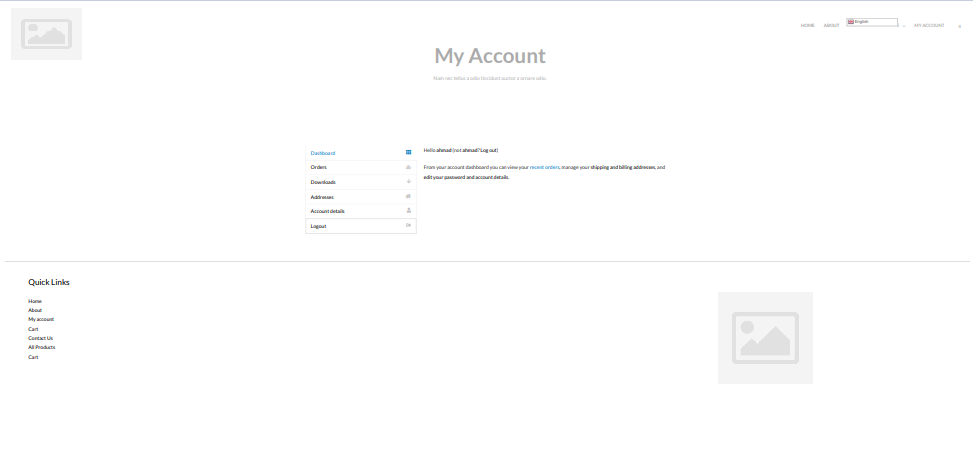 HOME ABOUT English MY ACCOUNT
My Account
Nam nec tellus a odio tincidunt auctor a ornare odio.
Dashboard
Orders
Downloads
Addresses
Account details
Logout
Hello ahmad (not ahmad? Log out)
From your account dashboard you can view your recent orders, manage your shipping and billing addresses, and
edit your password and account details.
Quick Links
Home
About
My account
Cart
Contact Us
All Products
Cart